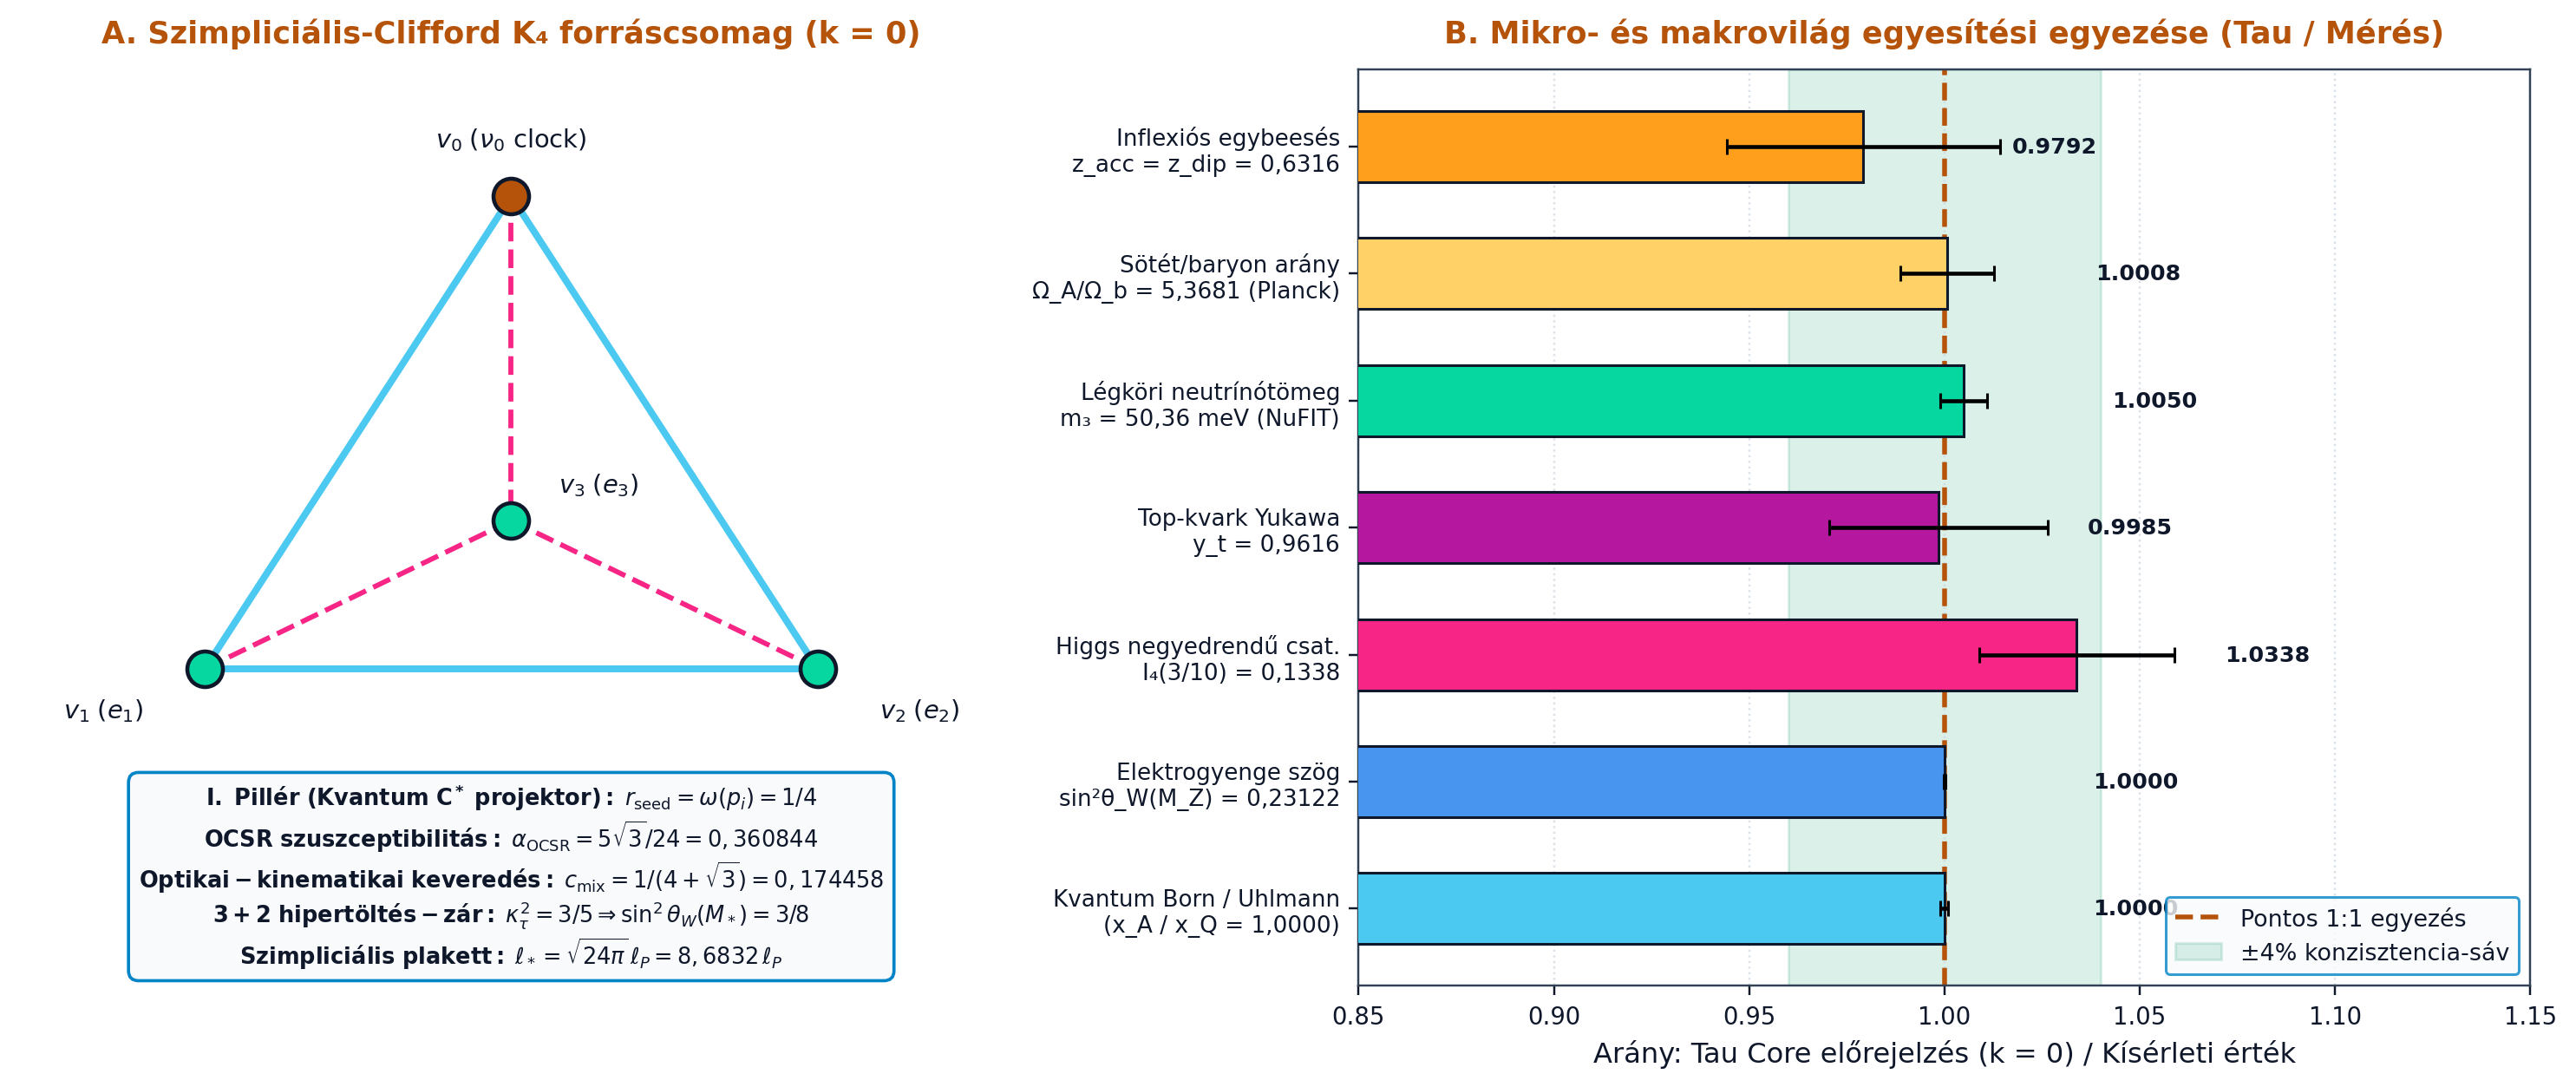 A. Szimpliciális-Clifford K₄ forráscsomag (k = 0)
v₀ (ν₀ clock)
v₃ (e₃)
v₁ (e₁)
v₂ (e₂)
I. Pillér (Kvantum C* projektor): r_seed = ω(p_i) = 1/4
OCSR szuszceptibilitás: α_OCSR = 5√3/24 = 0,360844
Optikai − kinematikai keveredés: c_mix = 1/(4 + √3) = 0,174458
3 + 2 hipertöltés − zár: κ_τ² = 3/5 ⇒ sin² θ_W(M_*) = 3/8
Szimpliciális plakett: ℓ_* = √24π ℓ_P = 8,6832 ℓ_P
B. Mikro- és makrovilág egyesítési egyezése (Tau / Mérés)
Inflexiós egybeesés
z_acc = z_dip = 0,6316
0.9792
Sötét/baryon arány
Ω_A/Ω_b = 5,3681 (Planck)
1.0008
Légköri neutrínótömeg
m₃ = 50,36 meV (NuFIT)
1.0050
Top-kvark Yukawa
y_t = 0,9616
0.9985
Higgs negyedrendű csat.
I₄(3/10) = 0,1338
1.0338
Elektrogyenge szög
sin²θ_W(M_Z) = 0,23122
1.0000
Kvantum Born / Uhlmann
(x_A / x_Q = 1,0000)
1.0000
Pontos 1:1 egyezés
±4% konzisztencia-sáv
0.85 0.90 0.95 1.00 1.05 1.10 1.15
Arány: Tau Core előrejelzés (k = 0) / Kísérleti érték